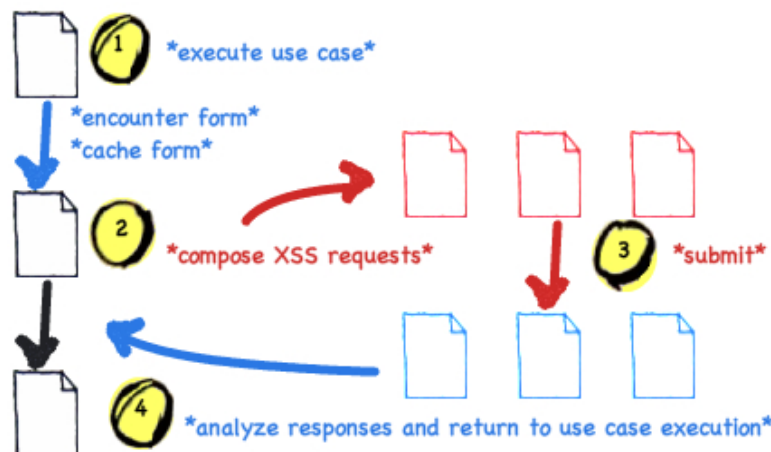 1
*execute use case*
*encounter form*
*cache form*
2
*compose XSS requests*
3
*submit*
4
*analyze responses and return to use case execution*